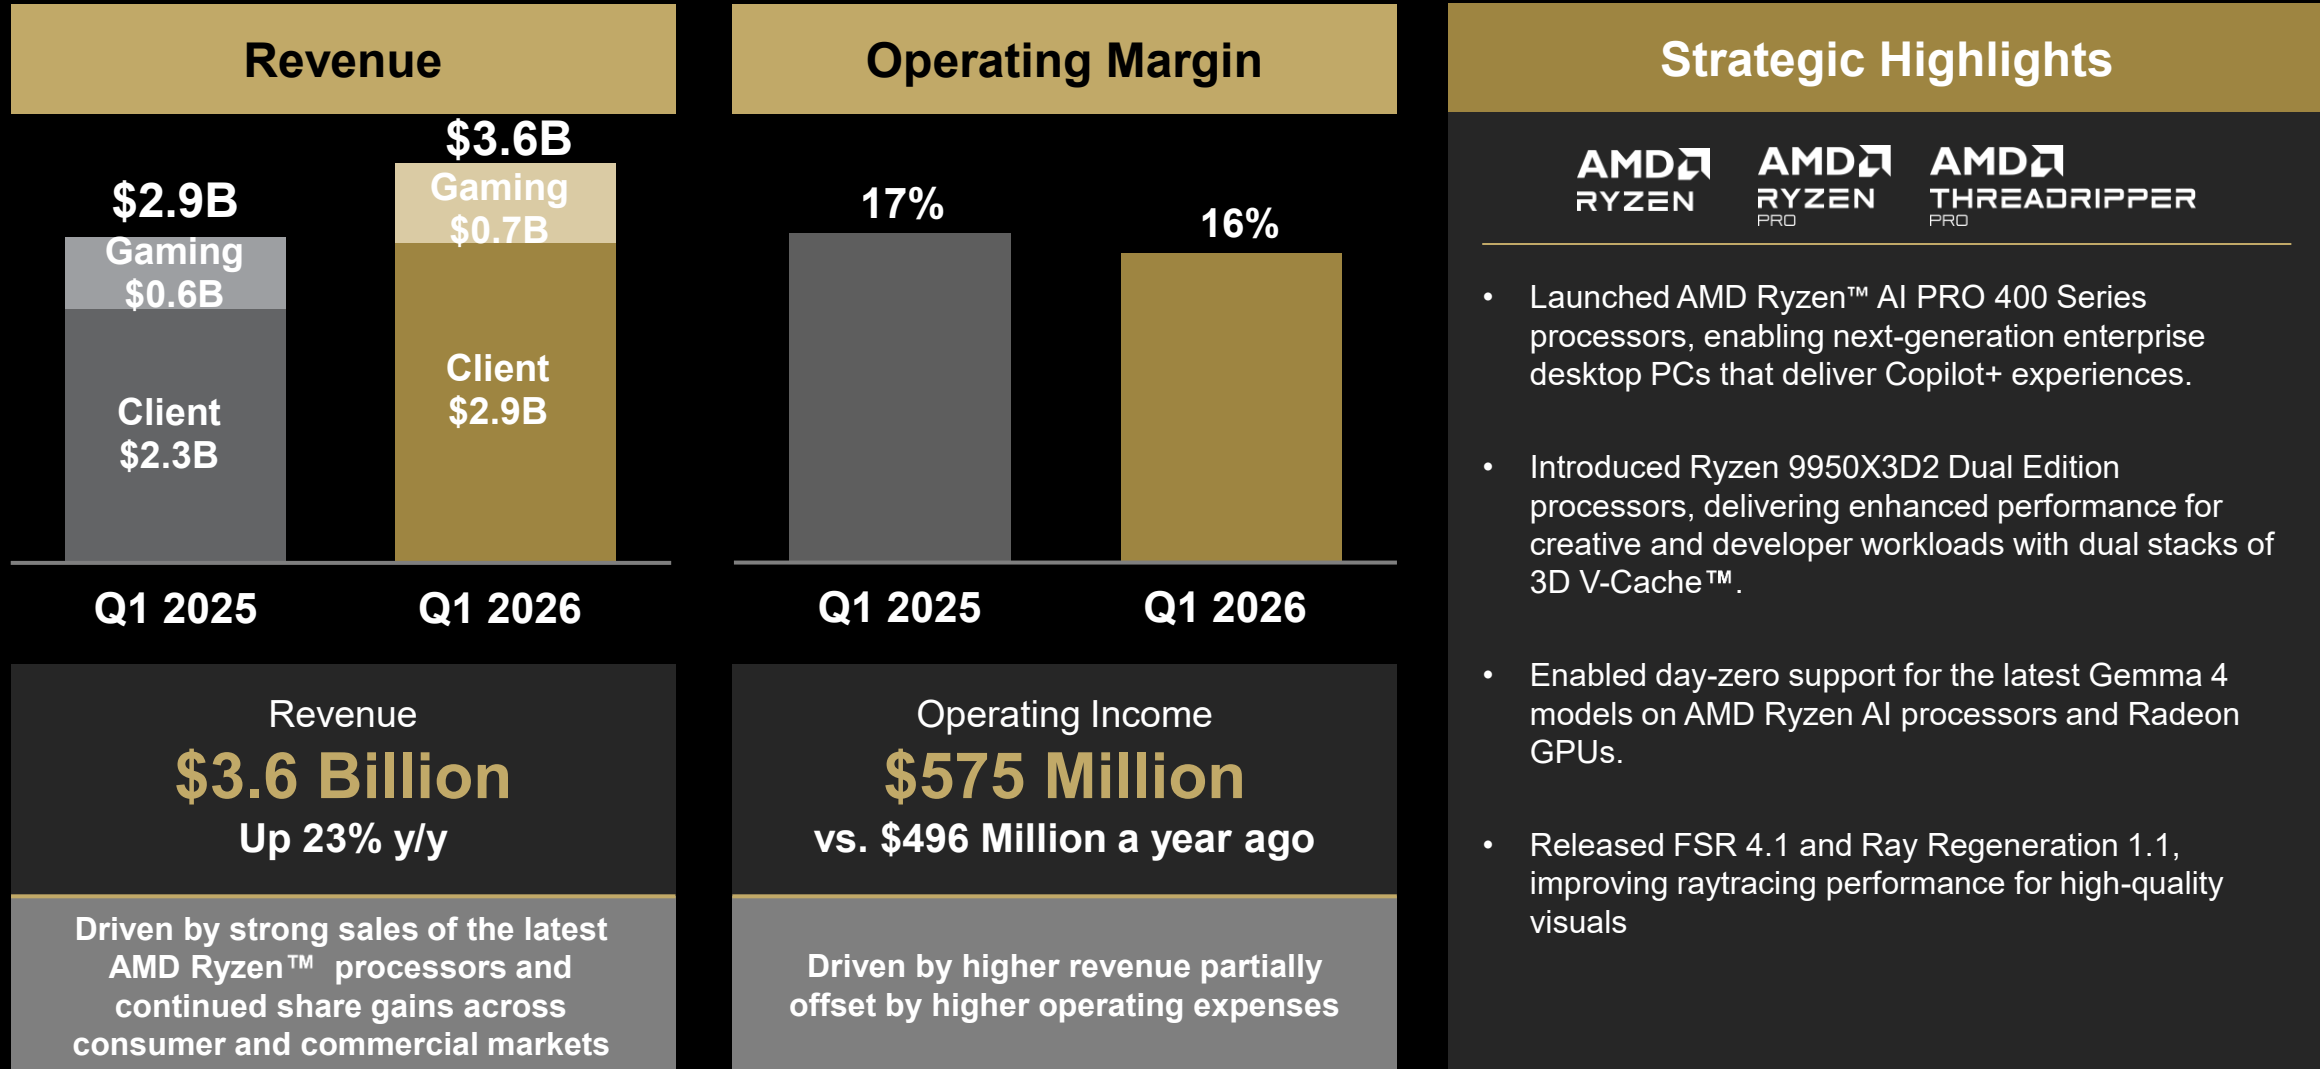 Revenue
$2.9B
Gaming
$0.6B
Client
$2.3B
Q1 2025
$3.6B
Gaming
$0.7B
Client
$2.9B
Q1 2026
Revenue
$3.6 Billion
Up 23% y/y
Driven by strong sales of the latest
AMD Ryzen™ processors and
continued share gains across
consumer and commercial markets
Operating Margin
17%
Q1 2025
16%
Q1 2026
Operating Income
$575 Million
vs. $496 Million a year ago
Driven by higher revenue partially
offset by higher operating expenses
Strategic Highlights
AMD
RYZEN
AMD
RYZEN
PRO
AMD
THREADRIPPER
PRO
• Launched AMD Ryzen™ AI PRO 400 Series
processors, enabling next-generation enterprise
desktop PCs that deliver Copilot+ experiences.
• Introduced Ryzen 9950X3D2 Dual Edition
processors, delivering enhanced performance for
creative and developer workloads with dual stacks of
3D V-Cache™.
• Enabled day-zero support for the latest Gemma 4
models on AMD Ryzen AI processors and Radeon
GPUs.
• Released FSR 4.1 and Ray Regeneration 1.1,
improving raytracing performance for high-quality
visuals